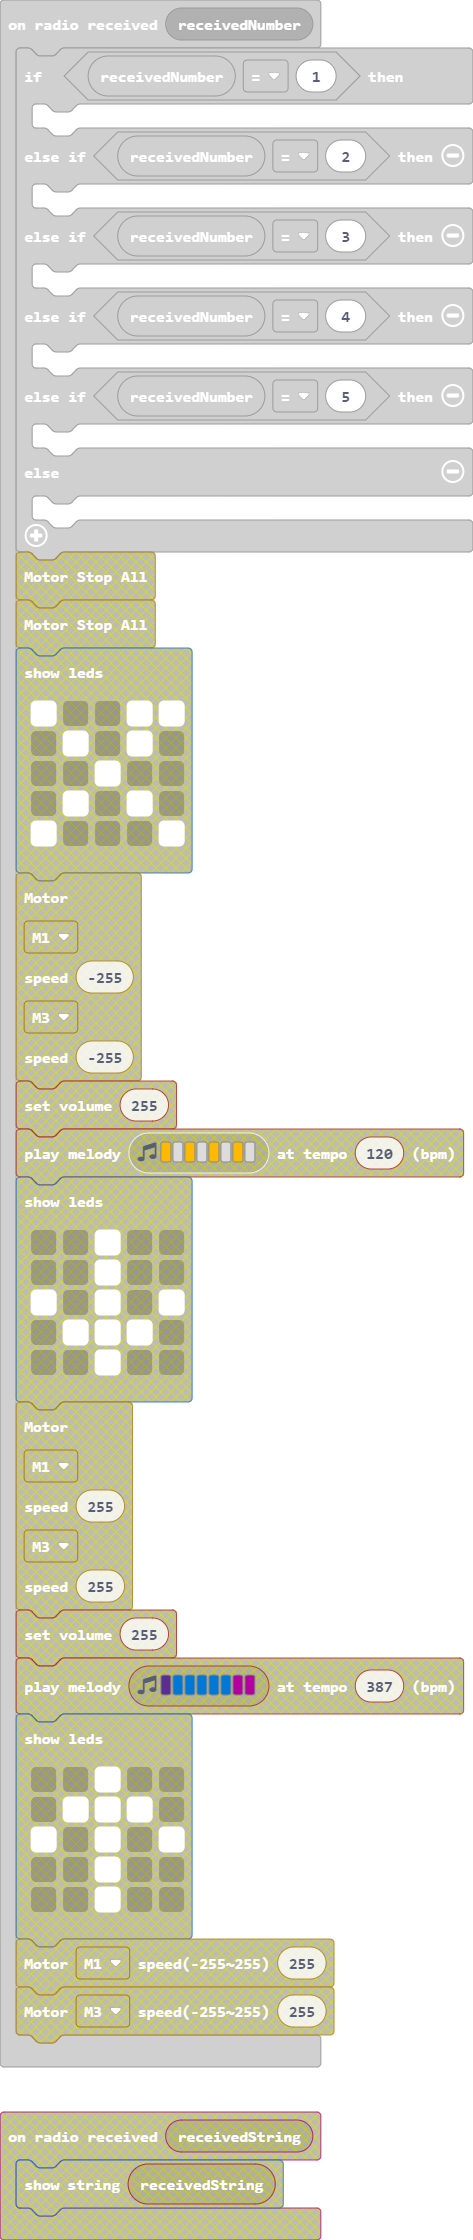 on radio received receivedNumber
if receivedNumber = 1 then
else if receivedNumber = 2 then
else if receivedNumber = 3 then
else if receivedNumber = 4 then
else if receivedNumber = 5 then
else
Motor Stop All
Motor Stop All
show leds
Motor
M1
speed -255
M3
speed -255
set volume 255
play melody at tempo 120 (bpm)
show leds
Motor
M1
speed 255
M3
speed 255
set volume 255
play melody at tempo 387 (bpm)
show leds
Motor M1 speed(-255~255) 255
Motor M3 speed(-255~255) 255
on radio received receivedString
show string receivedString